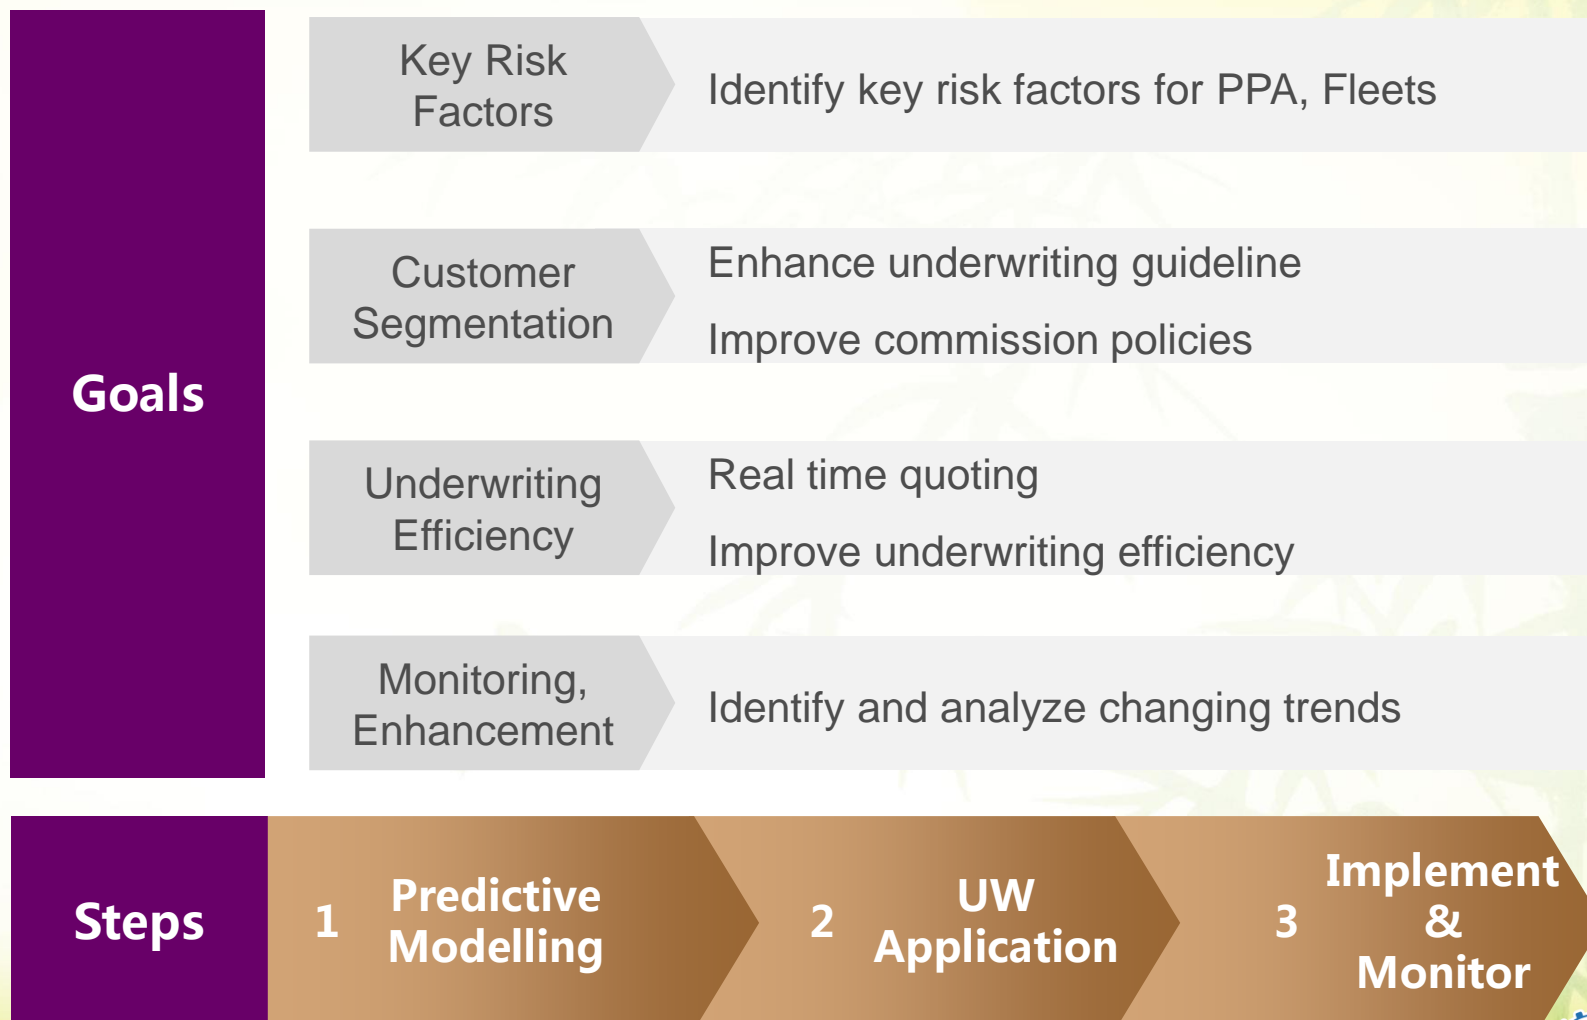 Goals
Key Risk
Factors
Identify key risk factors for PPA, Fleets
Customer
Segmentation
Enhance underwriting guideline
Improve commission policies
Underwriting
Efficiency
Real time quoting
Improve underwriting efficiency
Monitoring,
Enhancement
Identify and analyze changing trends
Steps
1
Predictive
Modelling
2
UW
Application
3
Implement
&
Monitor